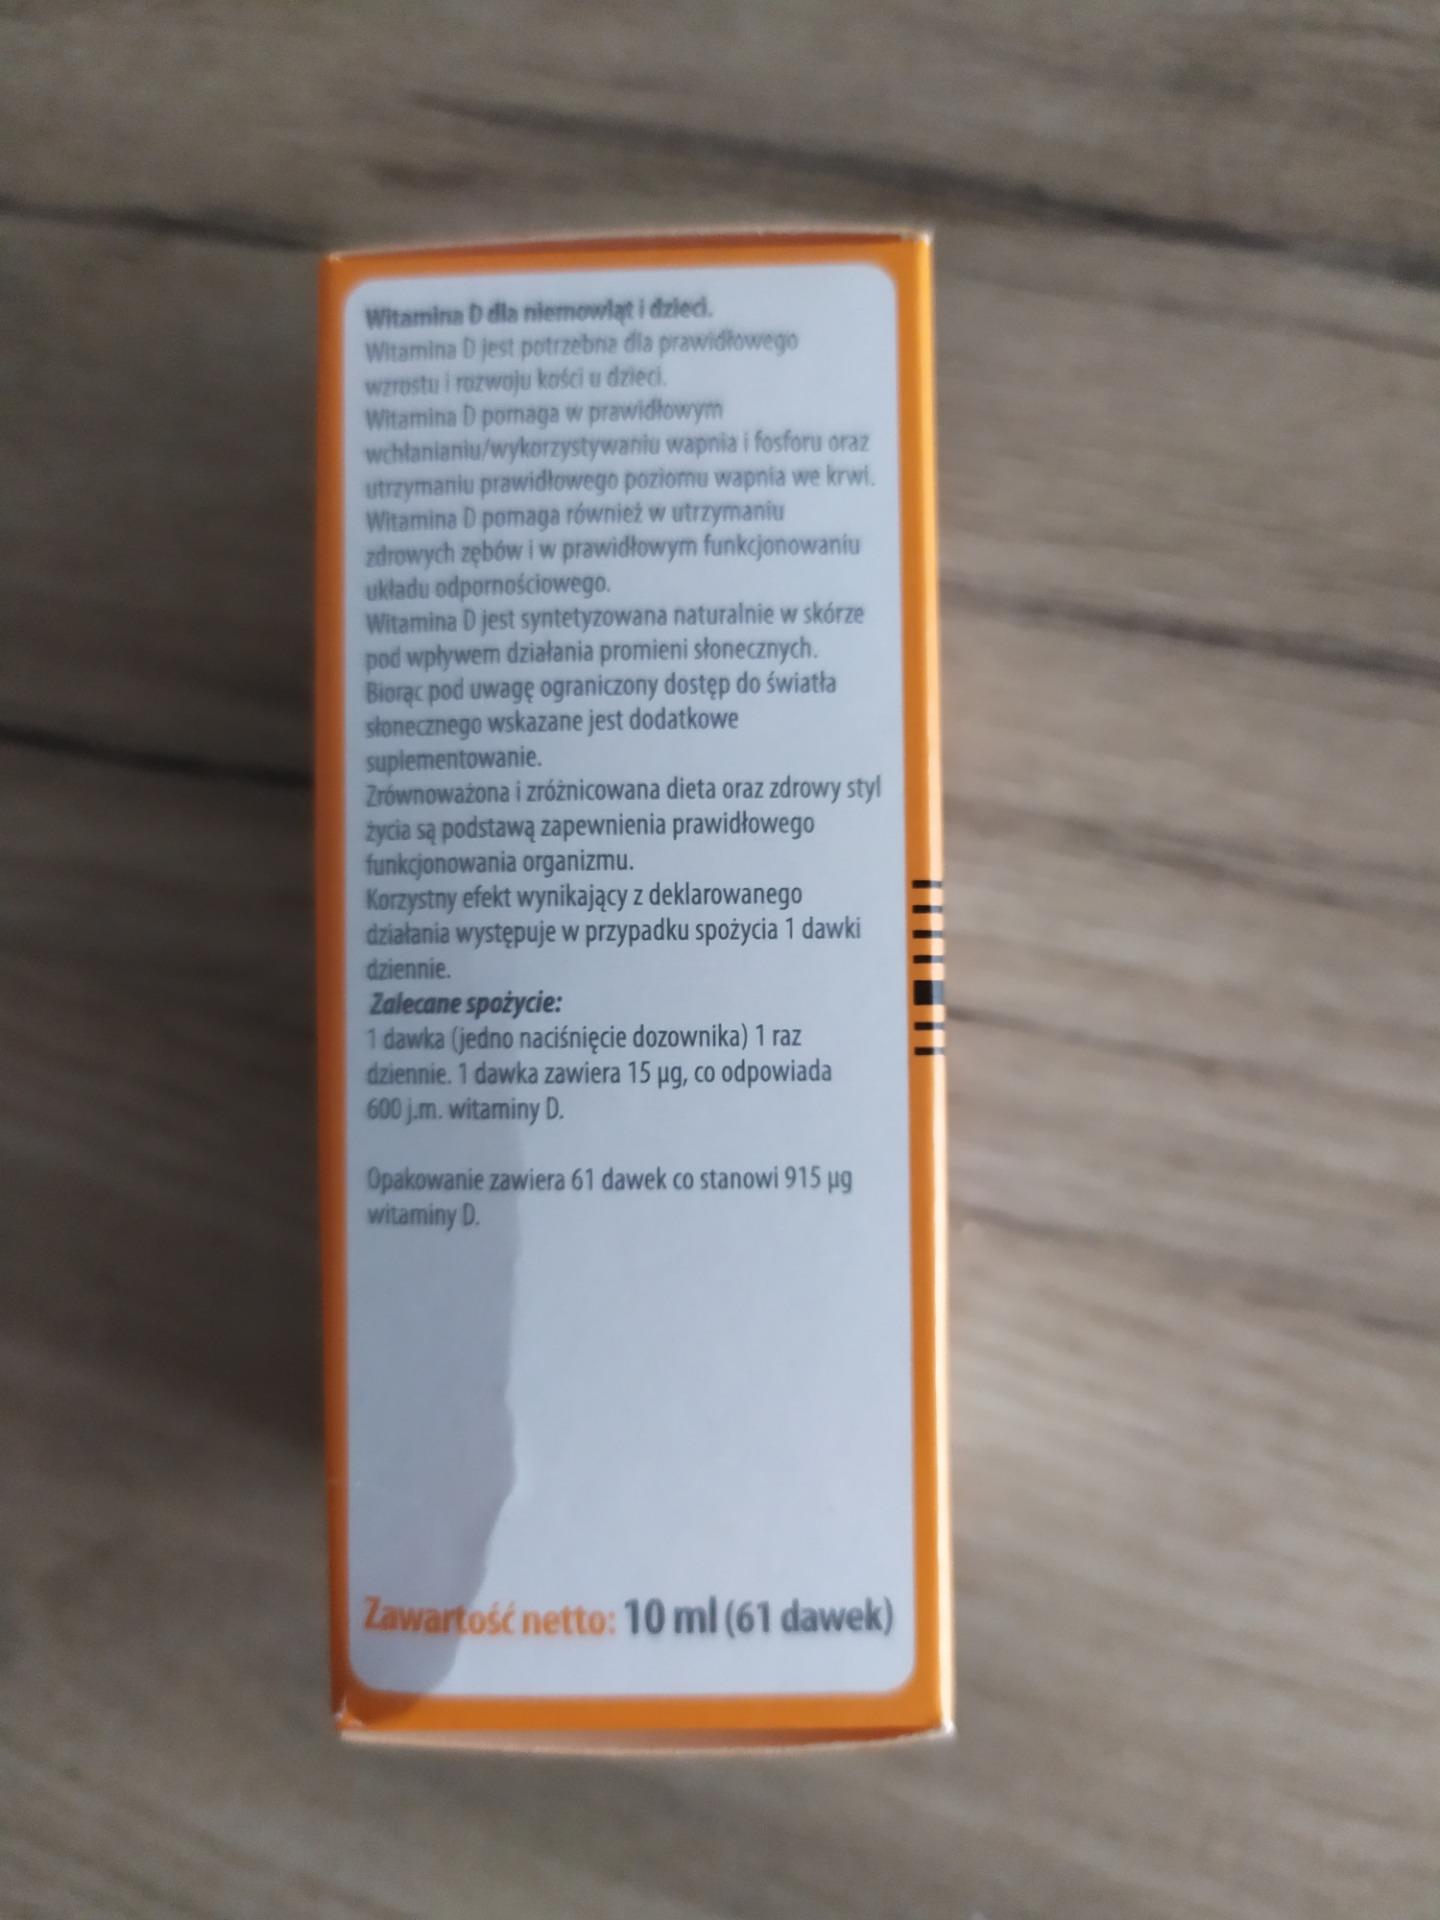 Witamina D dla niemowląt i dzieci.
Witamina D jest potrzebna dla prawidłowego
wzrostu i rozwoju kości u dzieci.
Witamina D pomaga w prawidłowym
wchłanianiu/wykorzystywaniu wapnia i fosforu oraz
utrzymaniu prawidłowego poziomu wapnia we krwi.
Witamina D pomaga również w utrzymaniu
zdrowych zębów i w prawidłowym funkcjonowaniu
układu odpornościowego.
Witamina D jest syntetyzowana naturalnie w skórze
pod wpływem działania promieni słonecznych.
Biorąc pod uwagę ograniczony dostęp do światła
słonecznego wskazane jest dodatkowe
suplementowanie.
Zrównoważona i zróżnicowana dieta oraz zdrowy styl
życia są podstawą zapewnienia prawidłowego
funkcjonowania organizmu.
Korzystny efekt wynikający z deklarowanego
działania występuje w przypadku spożycia 1 dawki
dziennie.
Zalecane spożycie:
1 dawka (jedno naciśnięcie dozownika) 1 raz
dziennie. 1 dawka zawiera 15 µg, co odpowiada
600 j.m. witaminy D.
Opakowanie zawiera 61 dawek co stanowi 915 µg
witaminy D.
Zawartość netto: 10 ml (61 dawek)